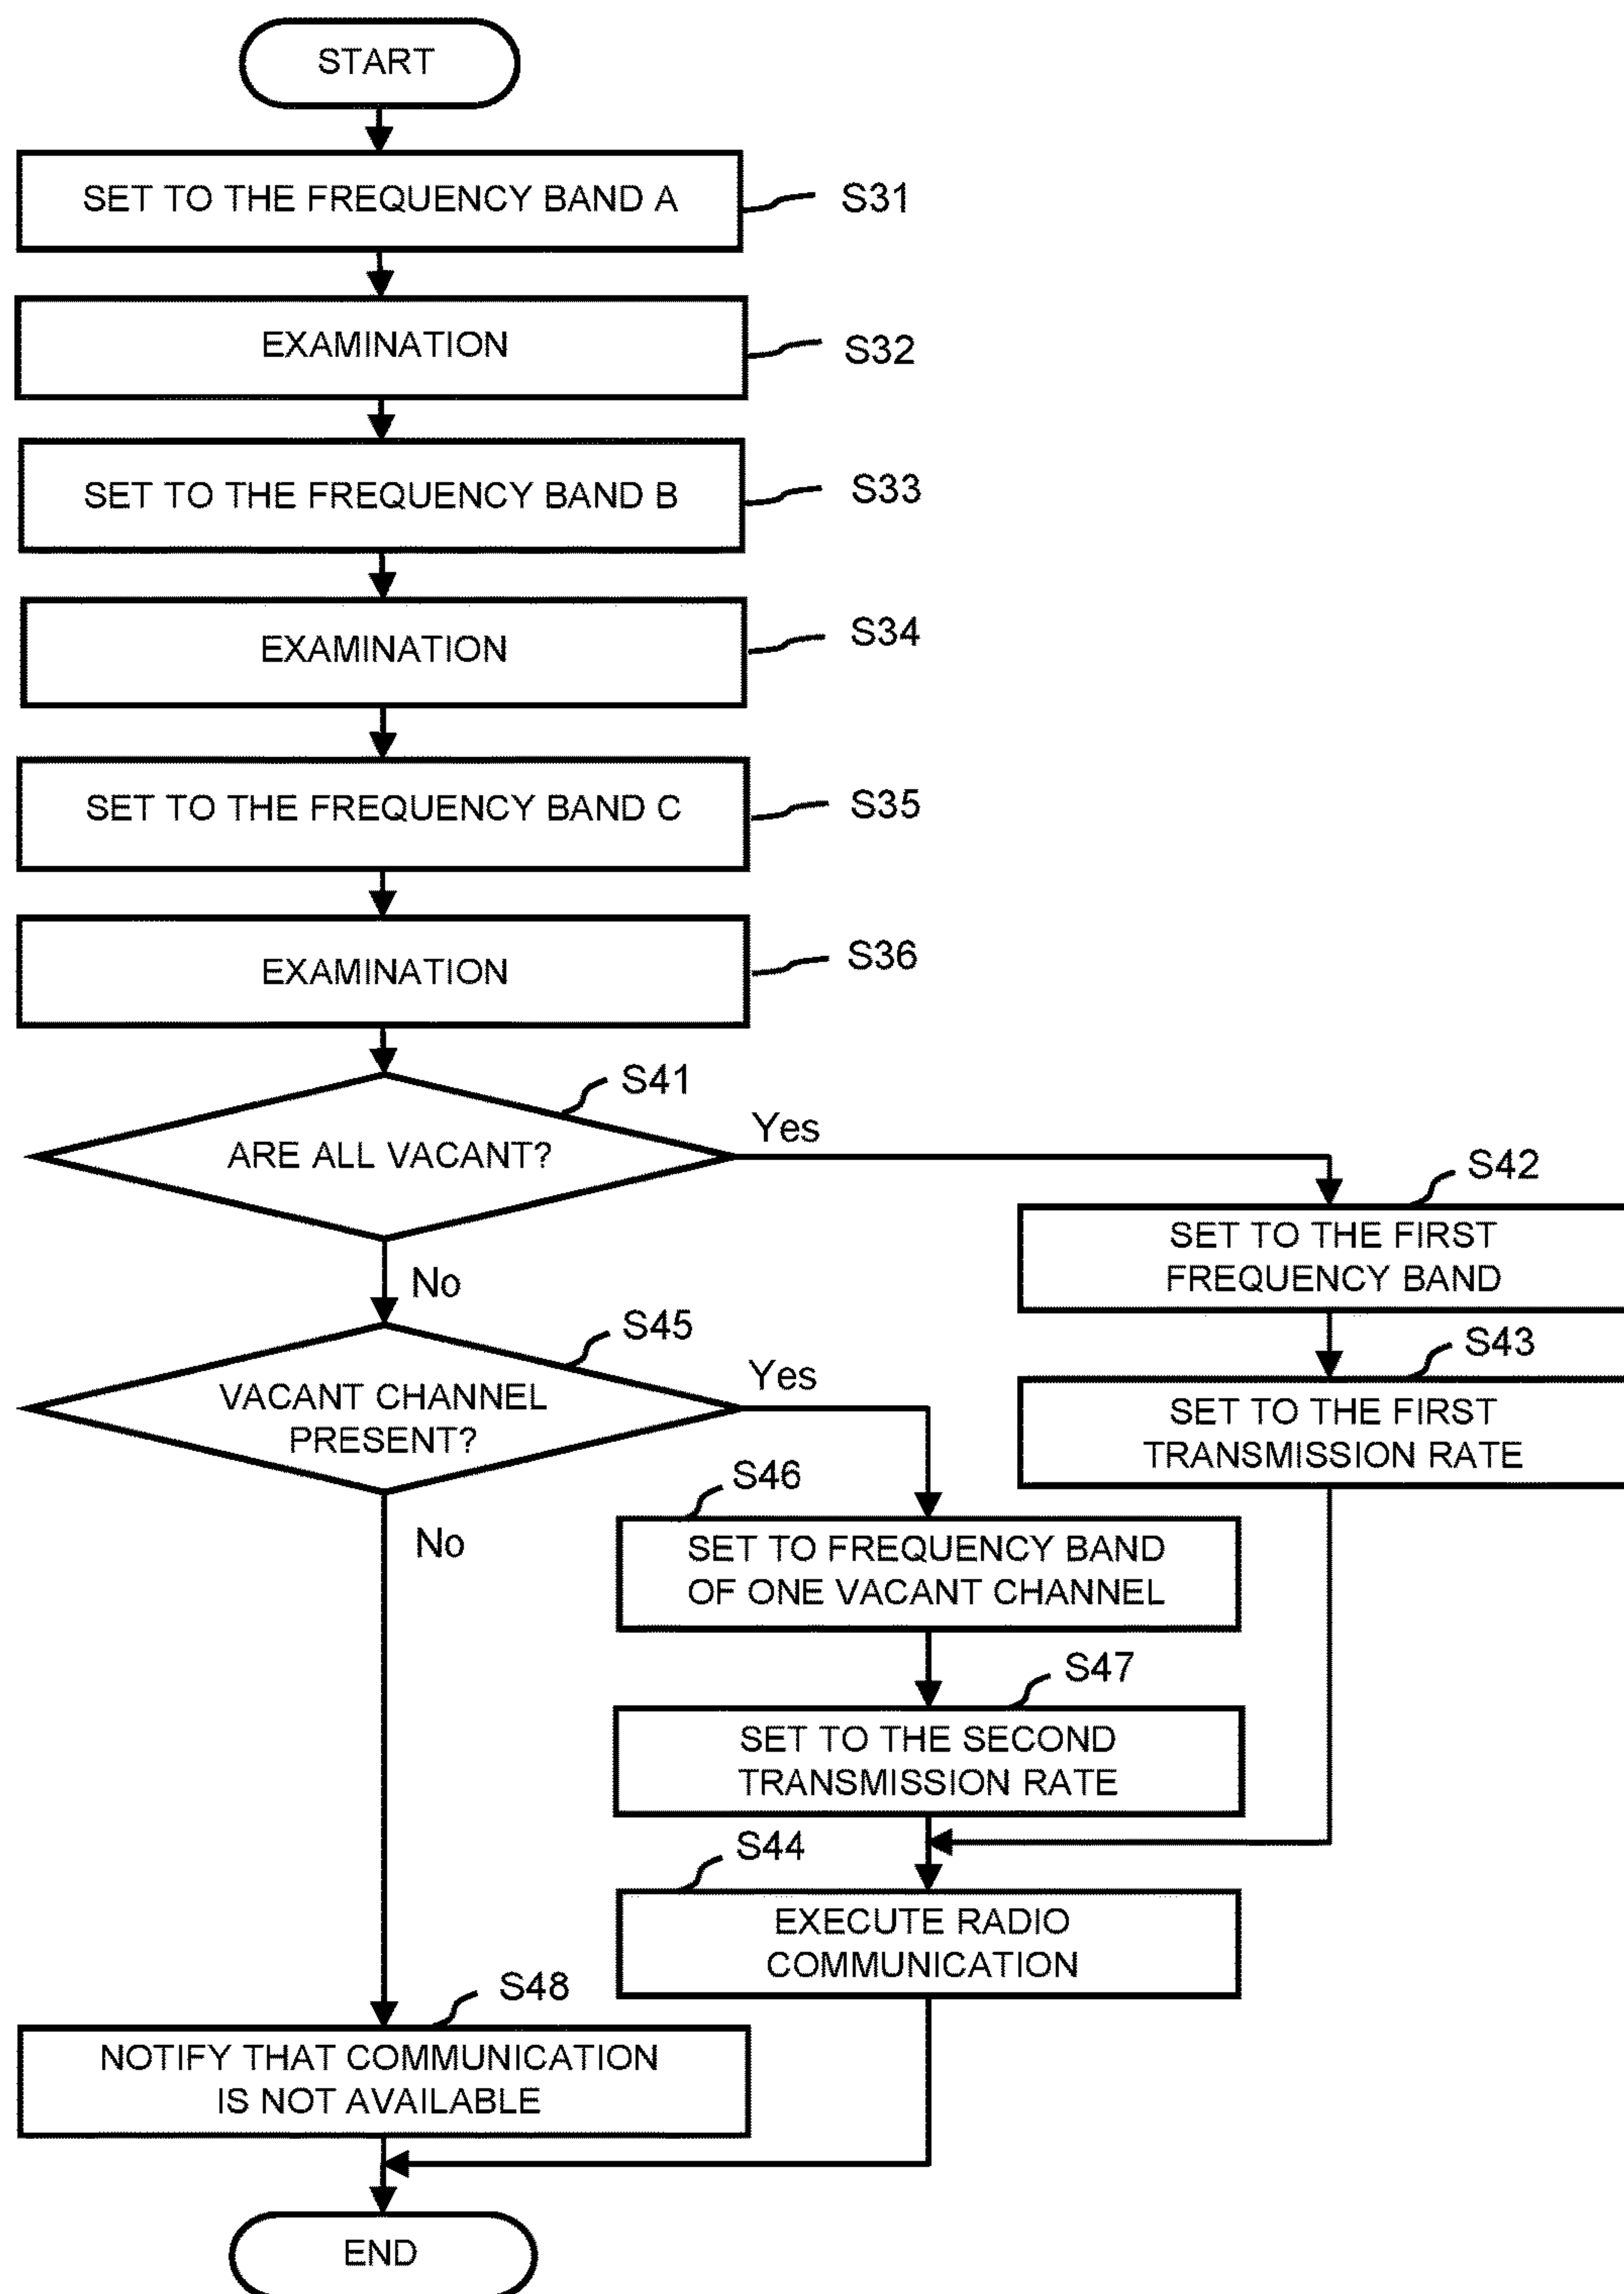 START
SET TO THE FREQUENCY BAND A
S31
EXAMINATION
S32
SET TO THE FREQUENCY BAND B
S33
EXAMINATION
S34
SET TO THE FREQUENCY BAND C
S35
EXAMINATION
S36
S41
ARE ALL VACANT?
Yes
No
S42
SET TO THE FIRST
FREQUENCY BAND
S43
SET TO THE FIRST
TRANSMISSION RATE
S45
VACANT CHANNEL
PRESENT?
Yes
No
S46
SET TO FREQUENCY BAND
OF ONE VACANT CHANNEL
S47
SET TO THE SECOND
TRANSMISSION RATE
S44
EXECUTE RADIO
COMMUNICATION
S48
NOTIFY THAT COMMUNICATION
IS NOT AVAILABLE
END